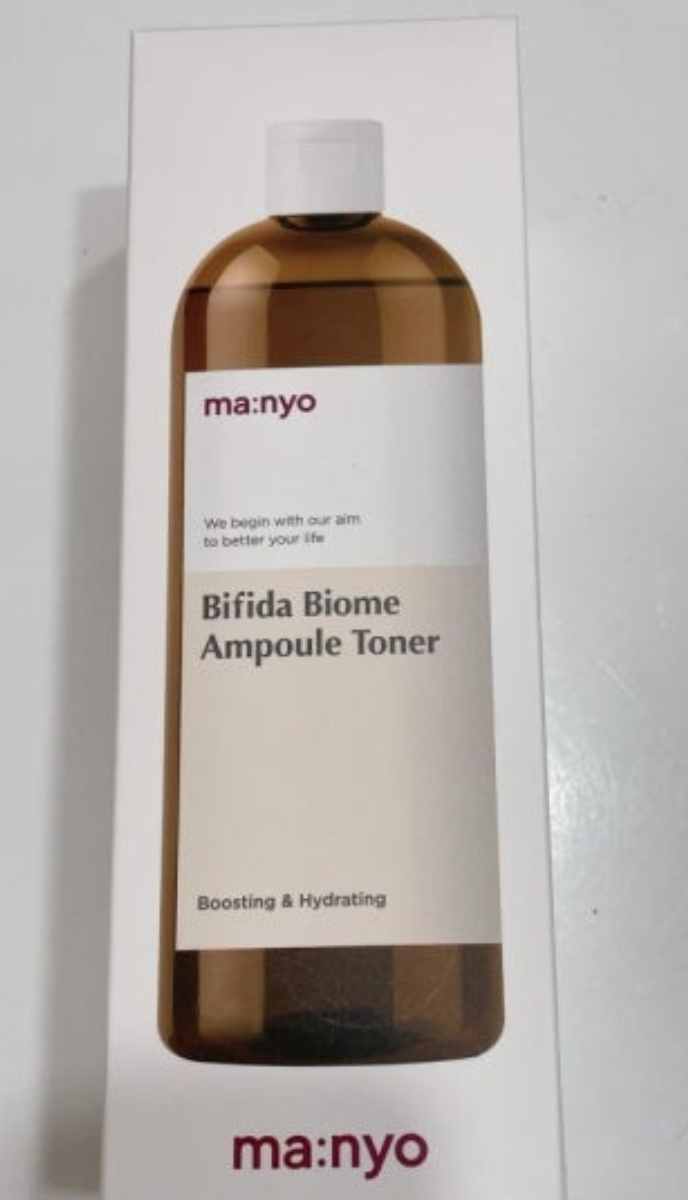 ma:nyo
We begin with our aim
to better your life
Bifida Biome
Ampoule Toner
Boosting & Hydrating
ma:nyo